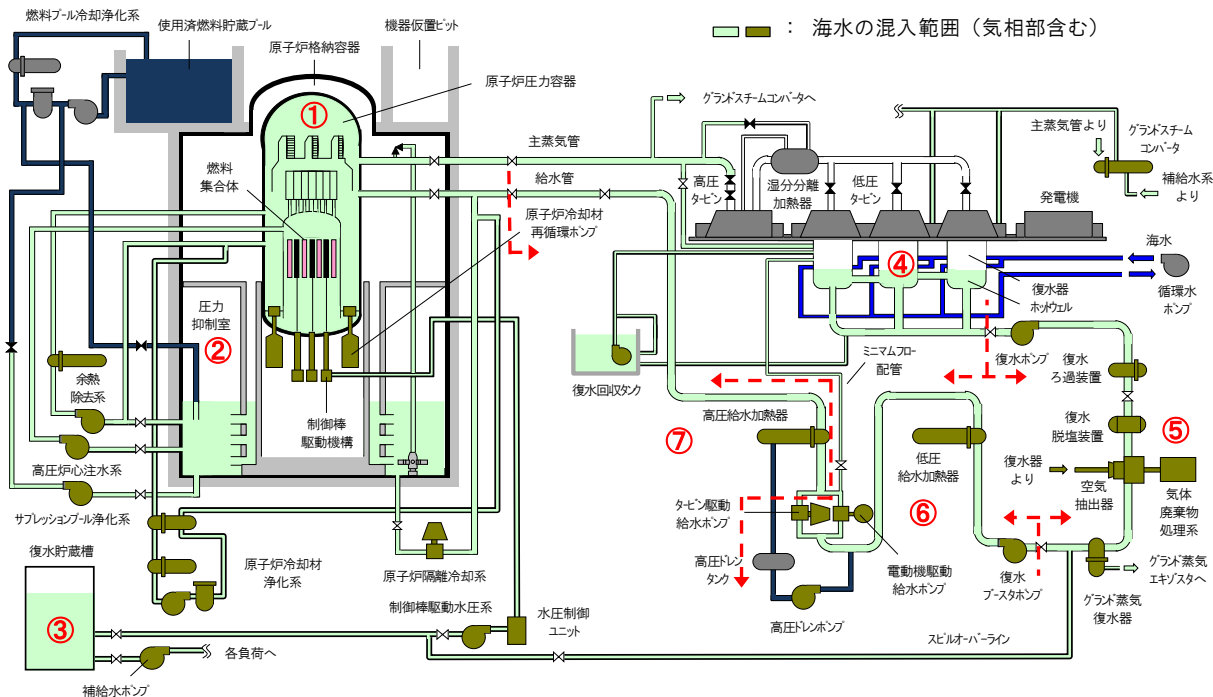 燃料プール冷却浄化系
使用済燃料貯蔵プール
機器仮置ピット
原子炉格納容器
原子炉圧力容器
： 海水の混入範囲（気相部含む）
①
グランドスチームコンバータへ
主蒸気管より
グランドスチーム
コンバータ
補給水系
より
主蒸気管
燃料
集合体
給水管
原子炉冷却材
再循環ポンプ
高圧
タービン
湿分分離
加熱器
低圧
タービン
発電機
海水
循環水
ポンプ
④
復水器
ホットウェル
圧力
抑制室
②
余熱
除去系
制御棒
駆動機構
高圧炉心注水系
サプレッションプール浄化系
復水回収タンク
ミニマムフロー
配管
復水ポンプ
復水
ろ過装置
復水
脱塩装置
⑤
⑦
高圧給水加熱器
低圧
給水加熱器
復水器
より
空気
抽出器
気体
廃棄物
処理系
タービン駆動
給水ポンプ
⑥
高圧ドレン
タンク
電動機駆動
給水ポンプ
復水
ブースタポンプ
グランド蒸気
復水器
グランド蒸気
エキゾスタへ
高圧ドレンポンプ
スピルオーバーライン
原子炉冷却材
浄化系
原子炉隔離冷却系
制御棒駆動水圧系
水圧制御
ユニット
復水貯蔵槽
③
各負荷へ
補給水ポンプ